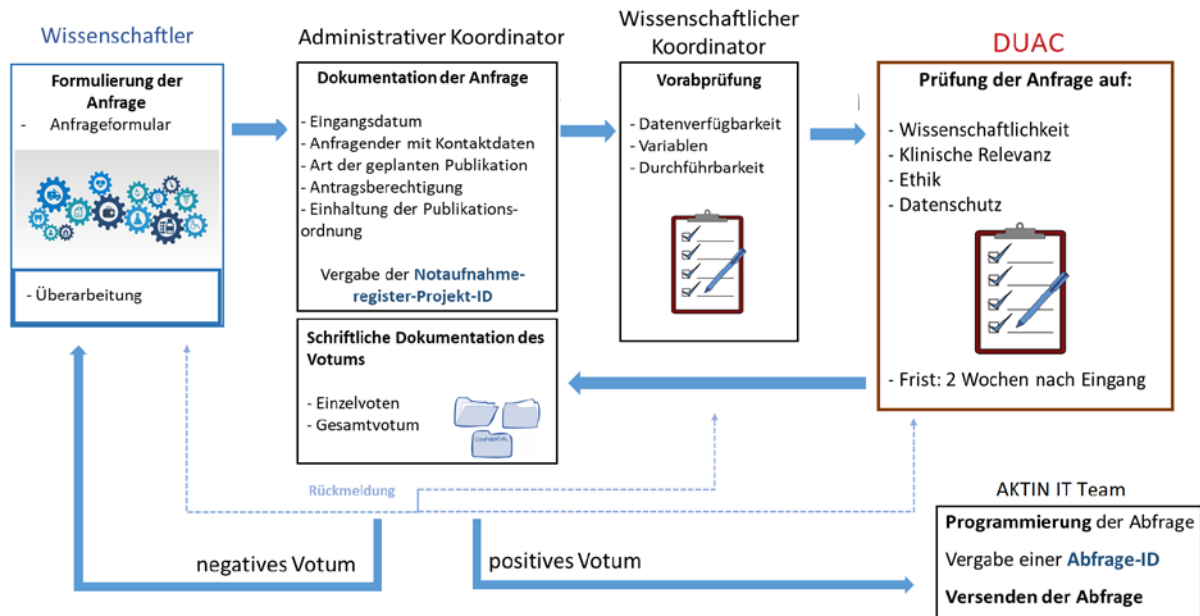 Wissenschaftler
Formulierung der
Anfrage
- Anfrageformular
- Überarbeitung
Administrativer Koordinator
Dokumentation der Anfrage
- Eingangsdatum
- Anfragender mit Kontaktdaten
- Art der geplanten Publikation
- Antragsberechtigung
- Einhaltung der Publikations-
ordnung
Vergabe der Notaufnahme-
register-Projekt-ID
Schriftliche Dokumentation des
Votums
- Einzelvoten
- Gesamtvotum
CONFIDENTIAL
Wissenschaftlicher
Koordinator
Vorabprüfung
- Datenverfügbarkeit
- Variablen
- Durchführbarkeit
DUAC
Prüfung der Anfrage auf:
- Wissenschaftlichkeit
- Klinische Relevanz
- Ethik
- Datenschutz
- Frist: 2 Wochen nach Eingang
Rückmeldung
negatives Votum
positives Votum
AKTIN IT Team
Programmierung der Abfrage
Vergabe einer Abfrage-ID
Versenden der Abfrage